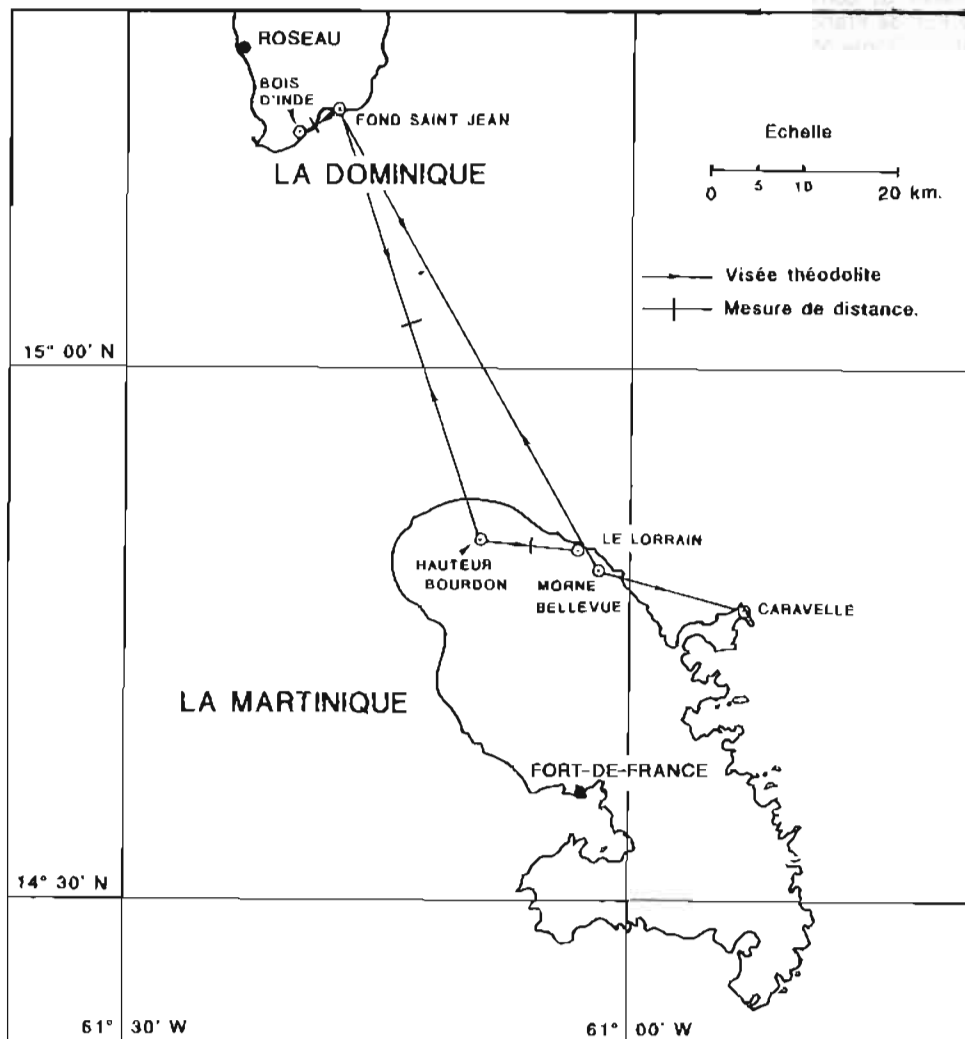 ROSEAU
BOIS
D'INDE
FOND SAINT JEAN
LA DOMINIQUE
Echelle
0 5 10 20 km.
Visée théodolite
Mesure de distance.
15° 00' N
LE LORRAIN
HAUTEUR
BOURDON
MORNE
BELLEVUE
CARAVELLE
LA MARTINIQUE
FORT-DE-FRANCE
14° 30' N
61° 30' W
61° 00' W